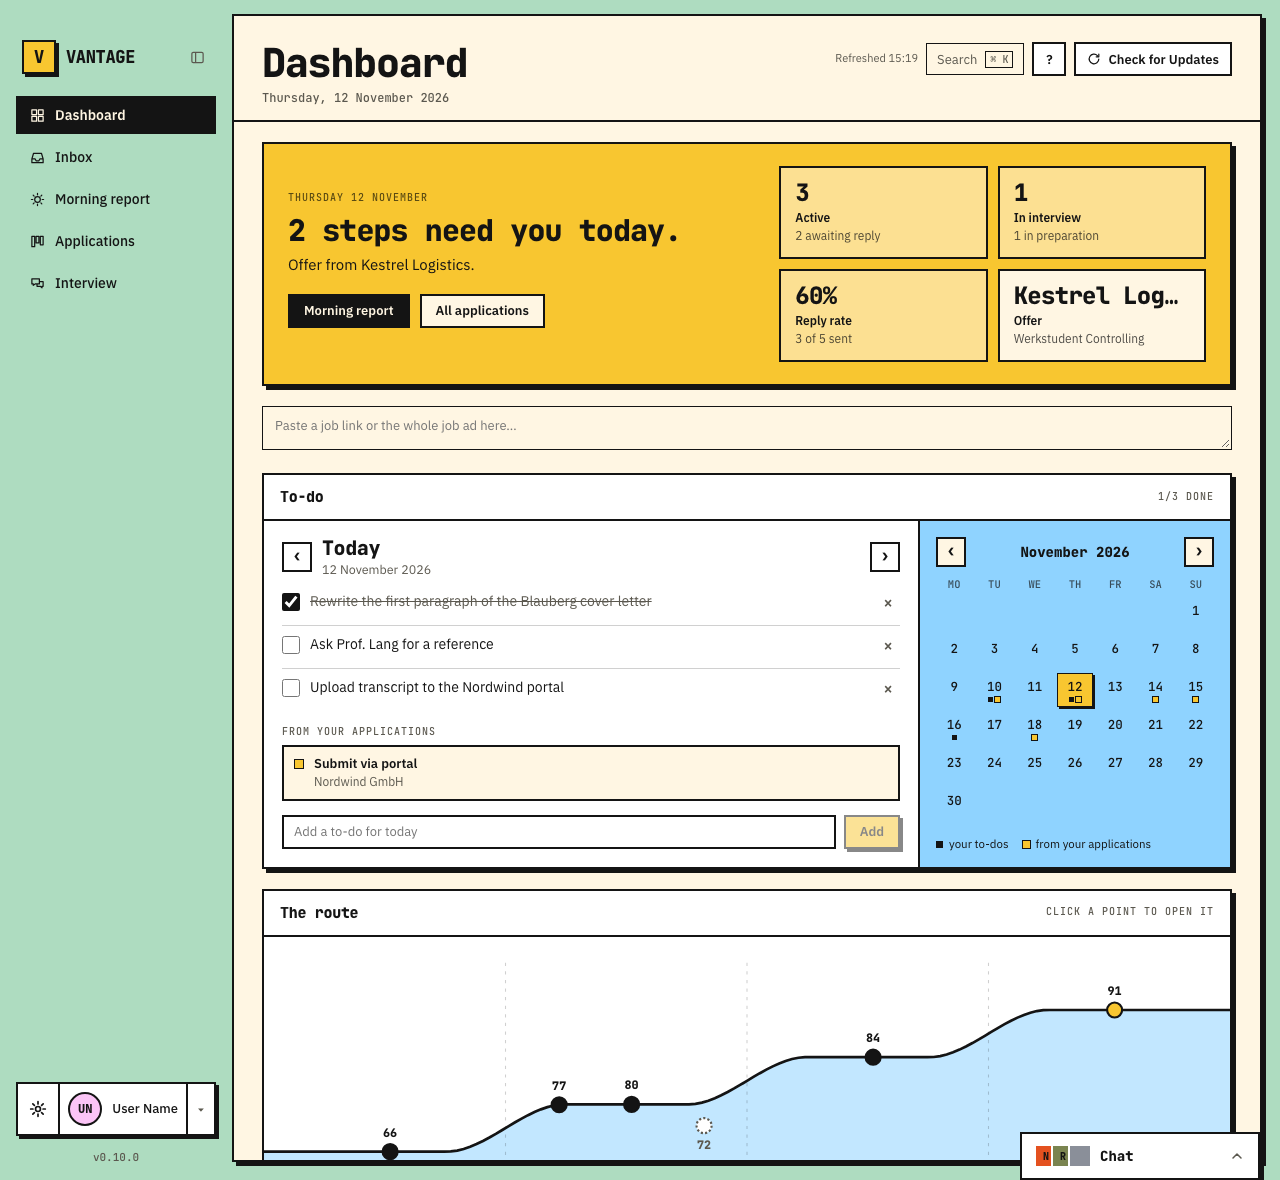 V VANTAGE
Dashboard
Inbox
Morning report
Applications
Interview
UN User Name
v0.10.0
Dashboard
Thursday, 12 November 2026
Refreshed 15:19
Search ⌘ K
?
Check for Updates
THURSDAY 12 NOVEMBER
2 steps need you today.
Offer from Kestrel Logistics.
Morning report
All applications
3
Active
2 awaiting reply
1
In interview
1 in preparation
60%
Reply rate
3 of 5 sent
Kestrel Log…
Offer
Werkstudent Controlling
Paste a job link or the whole job ad here…
To-do
1/3 DONE
‹
Today
12 November 2026
›
Rewrite the first paragraph of the Blauberg cover letter ×
Ask Prof. Lang for a reference ×
Upload transcript to the Nordwind portal ×
FROM YOUR APPLICATIONS
Submit via portal
Nordwind GmbH
Add a to-do for today
Add
‹ November 2026 ›
MO TU WE TH FR SA SU
1
2 3 4 5 6 7 8
9 10 11 12 13 14 15
16 17 18 19 20 21 22
23 24 25 26 27 28 29
30
your to-dos from your applications
The route
CLICK A POINT TO OPEN IT
66
77
80
72
84
91
N R Chat